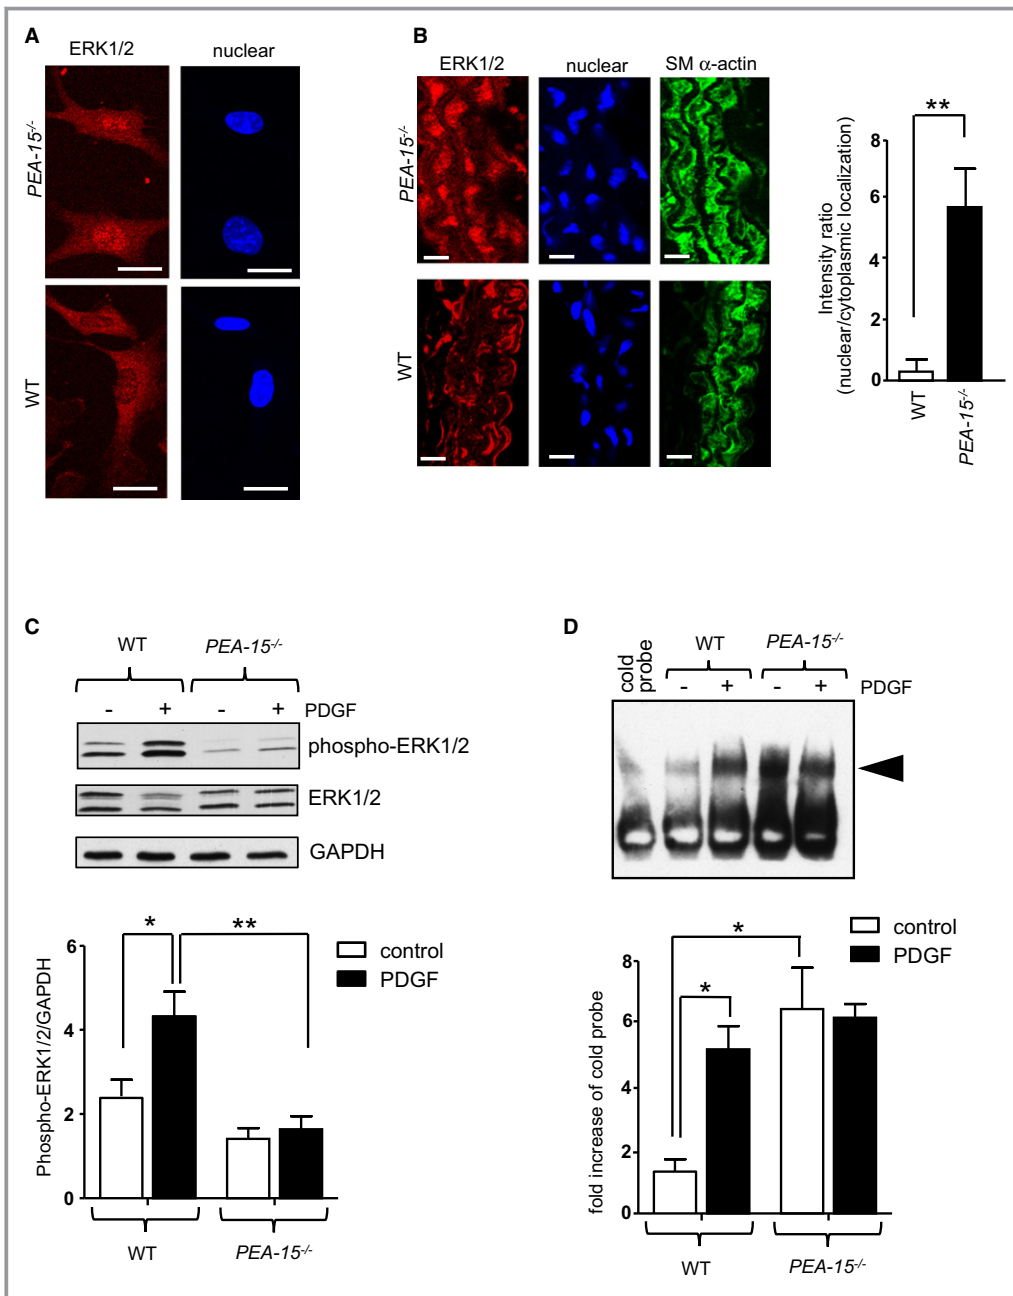 A
ERK1/2 nuclear
PEA-15-/-
WT
B
ERK1/2 nuclear SM α-actin
PEA-15-/-
WT
**
8
6
4
2
0
Intensity ratio
(nuclear/cytoplasmic localization)
WT
PEA-15-/-
C
WT PEA-15-/-
- + - + PDGF
phospho-ERK1/2
ERK1/2
GAPDH
* **
control
PDGF
6
4
2
0
Phospho-ERK1/2/GAPDH
WT PEA-15-/-
D
cold
probe
WT PEA-15-/-
- + - + PDGF
control
PDGF
*
*
8
6
4
2
0
fold increase of cold probe
WT PEA-15-/-